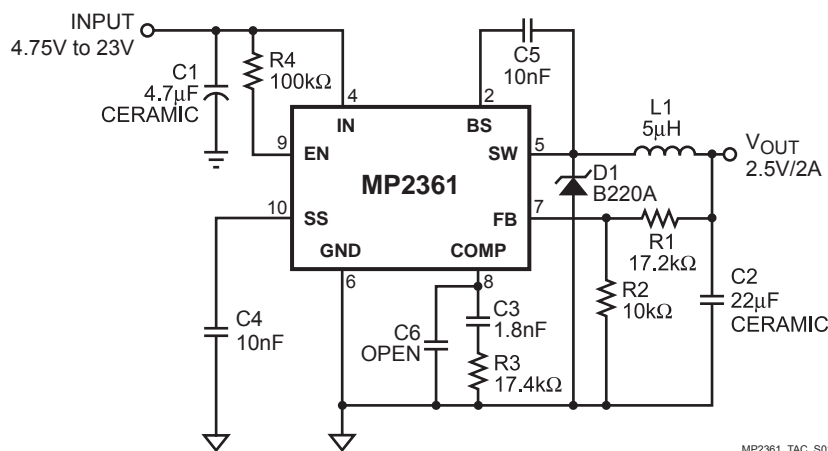 INPUT
4.75V to 23V
C1
4.7µF
CERAMIC
R4
100kΩ
4
IN
9
EN
10
SS
C4
10nF
MP2361
GND
6
COMP
8
2
BS
C5
10nF
SW
5
FB
7
D1
B220A
L1
5µH
VOUT
2.5V/2A
R1
17.2kΩ
R2
10kΩ
C2
22µF
CERAMIC
C6
OPEN
C3
1.8nF
R3
17.4kΩ